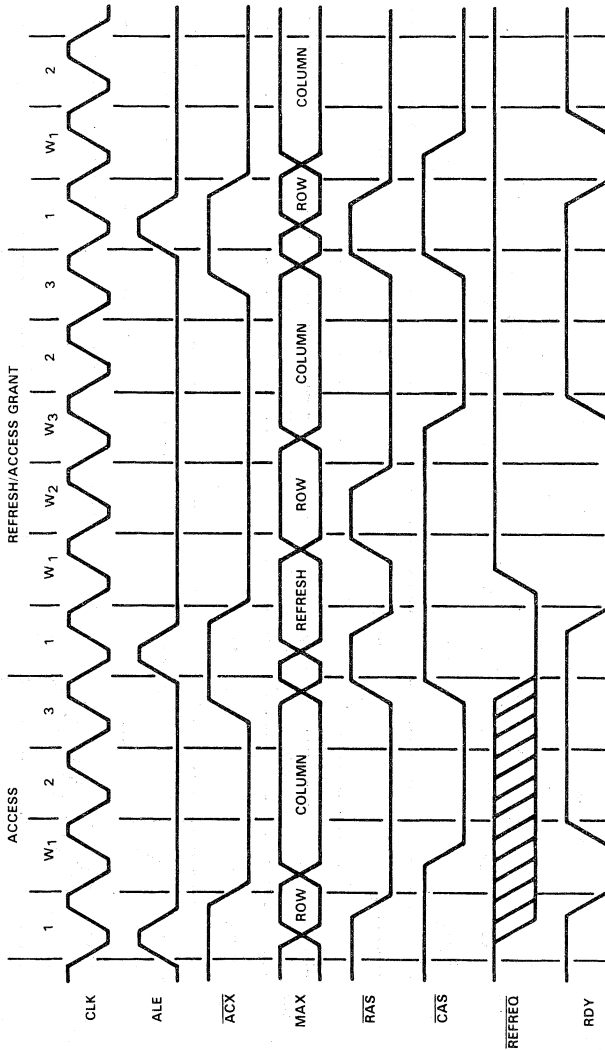 ACCESS
REFRESH/ACCESS GRANT
1 W1 2 3 1 W1 W2 W3 2 3 1 W1 2
CLK
ALE
ACX
MAX ROW COLUMN REFRESH ROW COLUMN ROW COLUMN
RAS
CAS
REFREQ
RDY